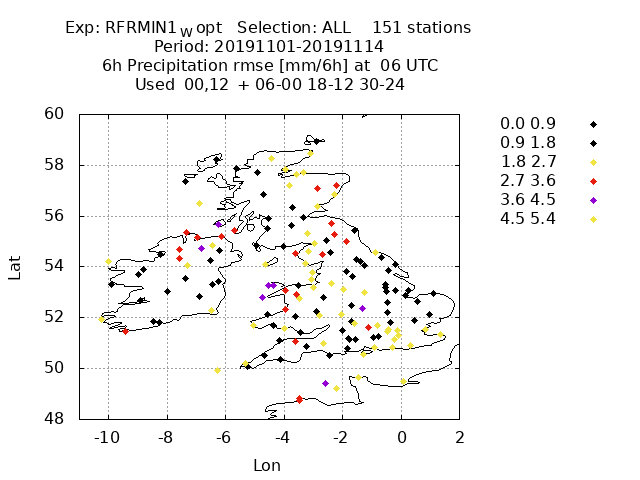 Exp: RFRMIN1 W opt   Selection: ALL    151 stations
Period: 20191101-20191114
6h Precipitation rmse [mm/6h] at  06 UTC
Used  00,12  + 06-00 18-12 30-24
0.0 0.9
0.9 1.8
1.8 2.7
2.7 3.6
3.6 4.5
4.5 5.4
60
58
56
54
52
50
48
Lat
-10 -8 -6 -4 -2 0 2
Lon